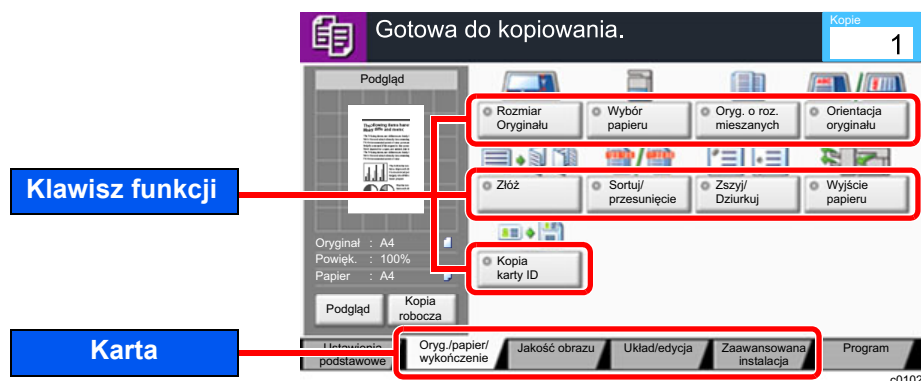 Gotowa do kopiowania.
Kopie
1
Podgląd
Rozmiar
Oryginału
Wybór
papieru
Oryg. o roz.
mieszanych
Orientacja
oryginału
Klawisz funkcji
Złóż
Sortuj/
przesunięcie
Zszyj/
Dziurkuj
Wyjście
papieru
Oryginał : A4
Powięk. : 100%
Papier : A4
Kopia
karty ID
Podgląd
Kopia
robocza
Karta
Ustawienia
podstawowe
Oryg./papier/
wykończenie
Jakość obrazu
Układ/edycja
Zaawansowana
instalacja
Program